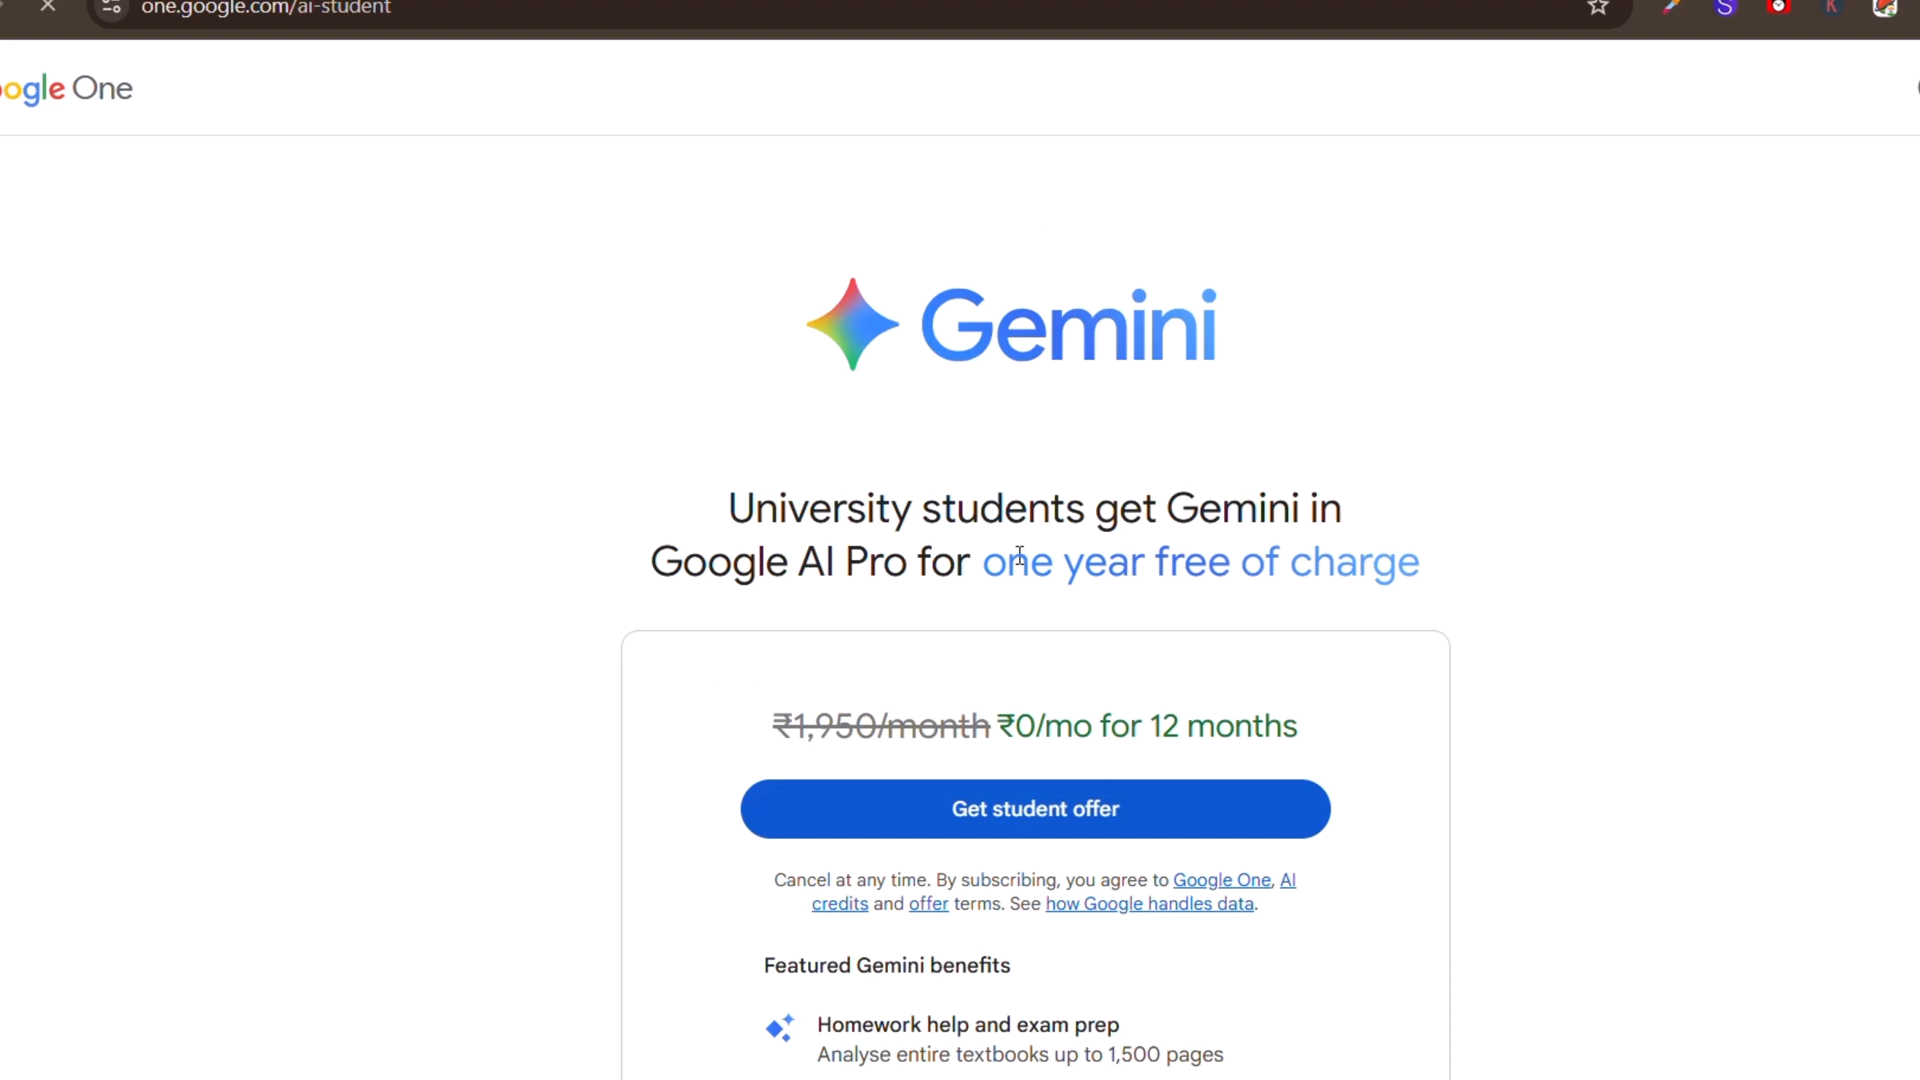 one.google.com/ai-student
ogle One
Gemini
University students get Gemini in
Google AI Pro for one year free of charge
₹1,950/month ₹0/mo for 12 months
Get student offer
Cancel at any time. By subscribing, you agree to Google One, AI
credits and offer terms. See how Google handles data.
Featured Gemini benefits
Homework help and exam prep
Analyse entire textbooks up to 1,500 pages